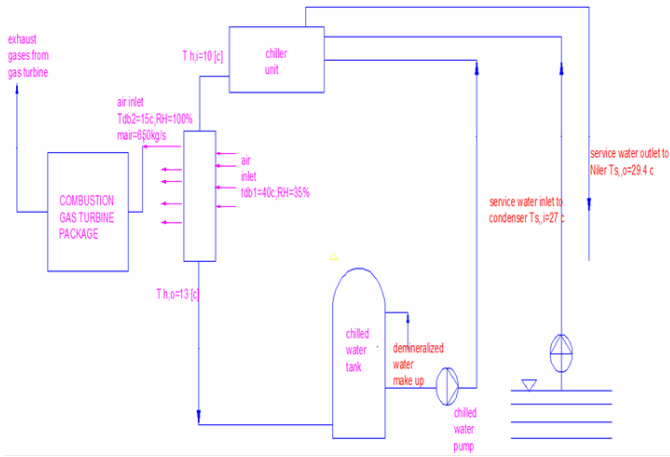 exhaust
gases from
gas turbine
T h,i=10 [c]
chiller
unit
air inlet
Tdb2=15c,RH=100%
mair=650kg/s
air
inlet
tdb1=40c,RH=35%
service water outlet to
Niler Ts,,o=29.4 c
service water inlet to
condenser Ts,,i=27 c
COMBUSTION
GAS TURBINE
PACKAGE
T h,o=13 [c]
chilled
water
tank
demineralized
water
make up
chilled
water
pump